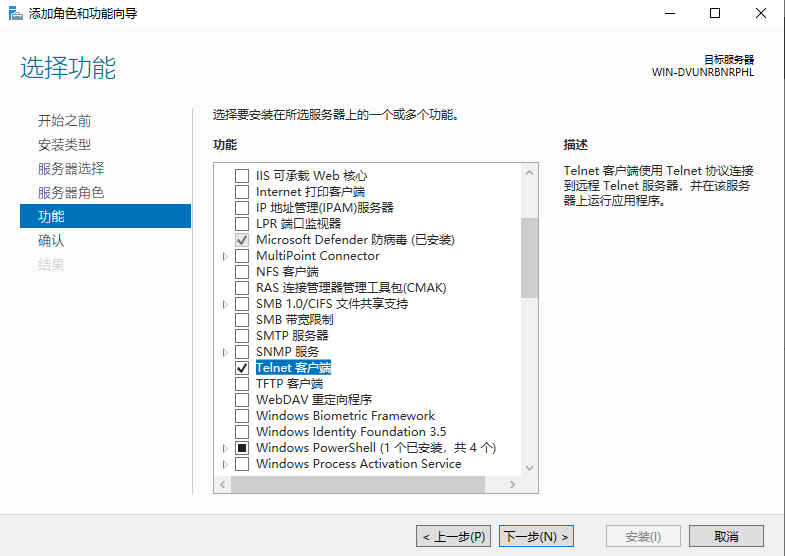 添加角色和功能向导
选择功能
目标服务器
WIN-DVUNRBNRPHL
开始之前
安装类型
服务器选择
服务器角色
功能
确认
结果
选择要安装在所选服务器上的一个或多个功能。
功能
IIS 可承载 Web 核心
Internet 打印客户端
IP 地址管理(IPAM)服务器
LPR 端口监视器
Microsoft Defender 防病毒 (已安装)
MultiPoint Connector
NFS 客户端
RAS 连接管理器管理工具包(CMAK)
SMB 1.0/CIFS 文件共享支持
SMB 带宽限制
SMTP 服务器
SNMP 服务
Telnet 客户端
TFTP 客户端
WebDAV 重定向程序
Windows Biometric Framework
Windows Identity Foundation 3.5
Windows PowerShell (1 个已安装，共 4 个)
Windows Process Activation Service
描述
Telnet 客户端使用 Telnet 协议连接
到远程 Telnet 服务器，并在该服务
器上运行应用程序。
< 上一步(P)
下一步(N) >
安装(I)
取消